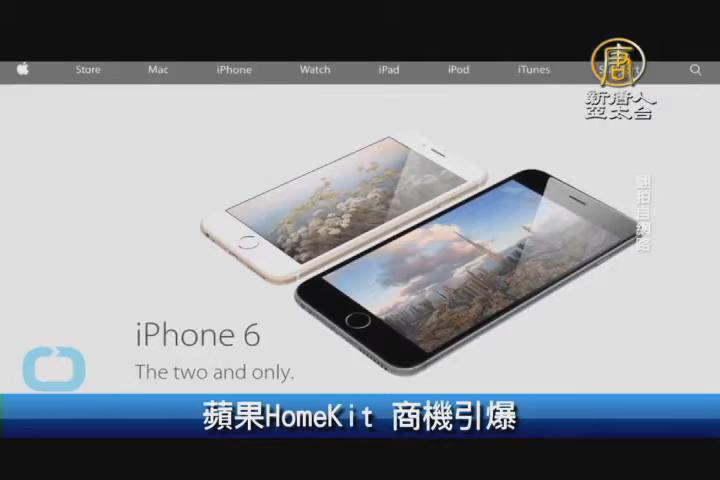 Store Mac iPhone Watch iPad iPod iTunes
唐
新唐人
亞太台
翻拍自網路
iPhone 6
The two and only.
蘋果HomeKit 商機引爆